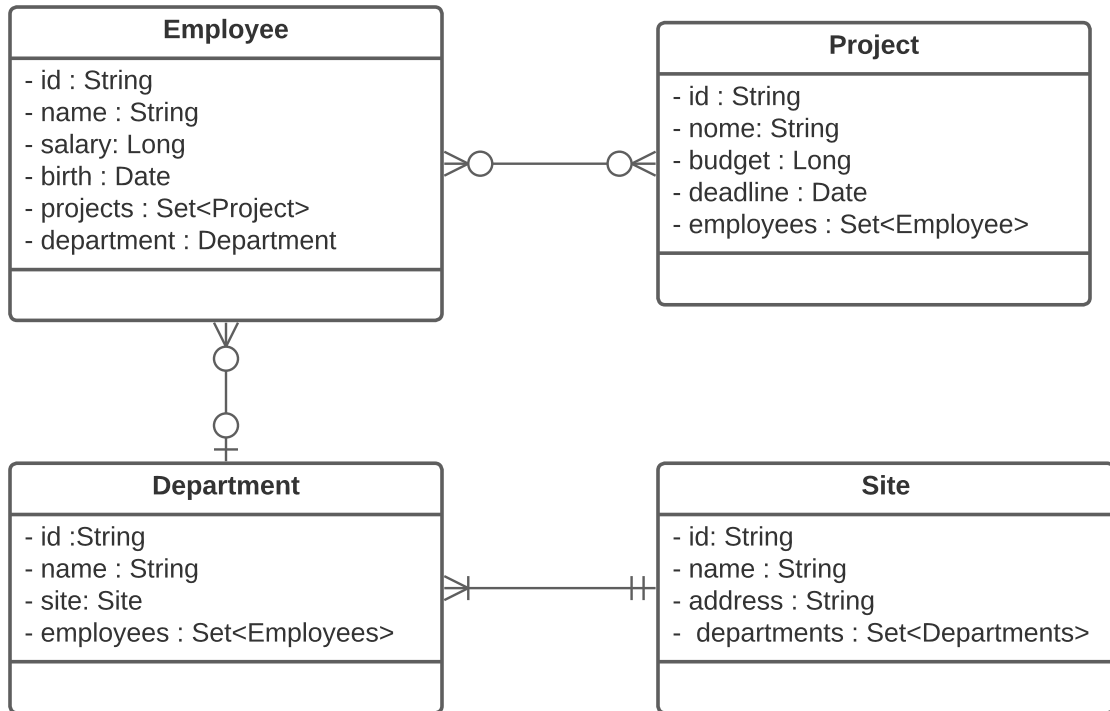 Employee
- id : String
- name : String
- salary: Long
- birth : Date
- projects : Set<Project>
- department : Department
Project
- id : String
- nome: String
- budget : Long
- deadline : Date
- employees : Set<Employee>
Department
- id :String
- name : String
- site: Site
- employees : Set<Employees>
Site
- id: String
- name : String
- address : String
-  departments : Set<Departments>